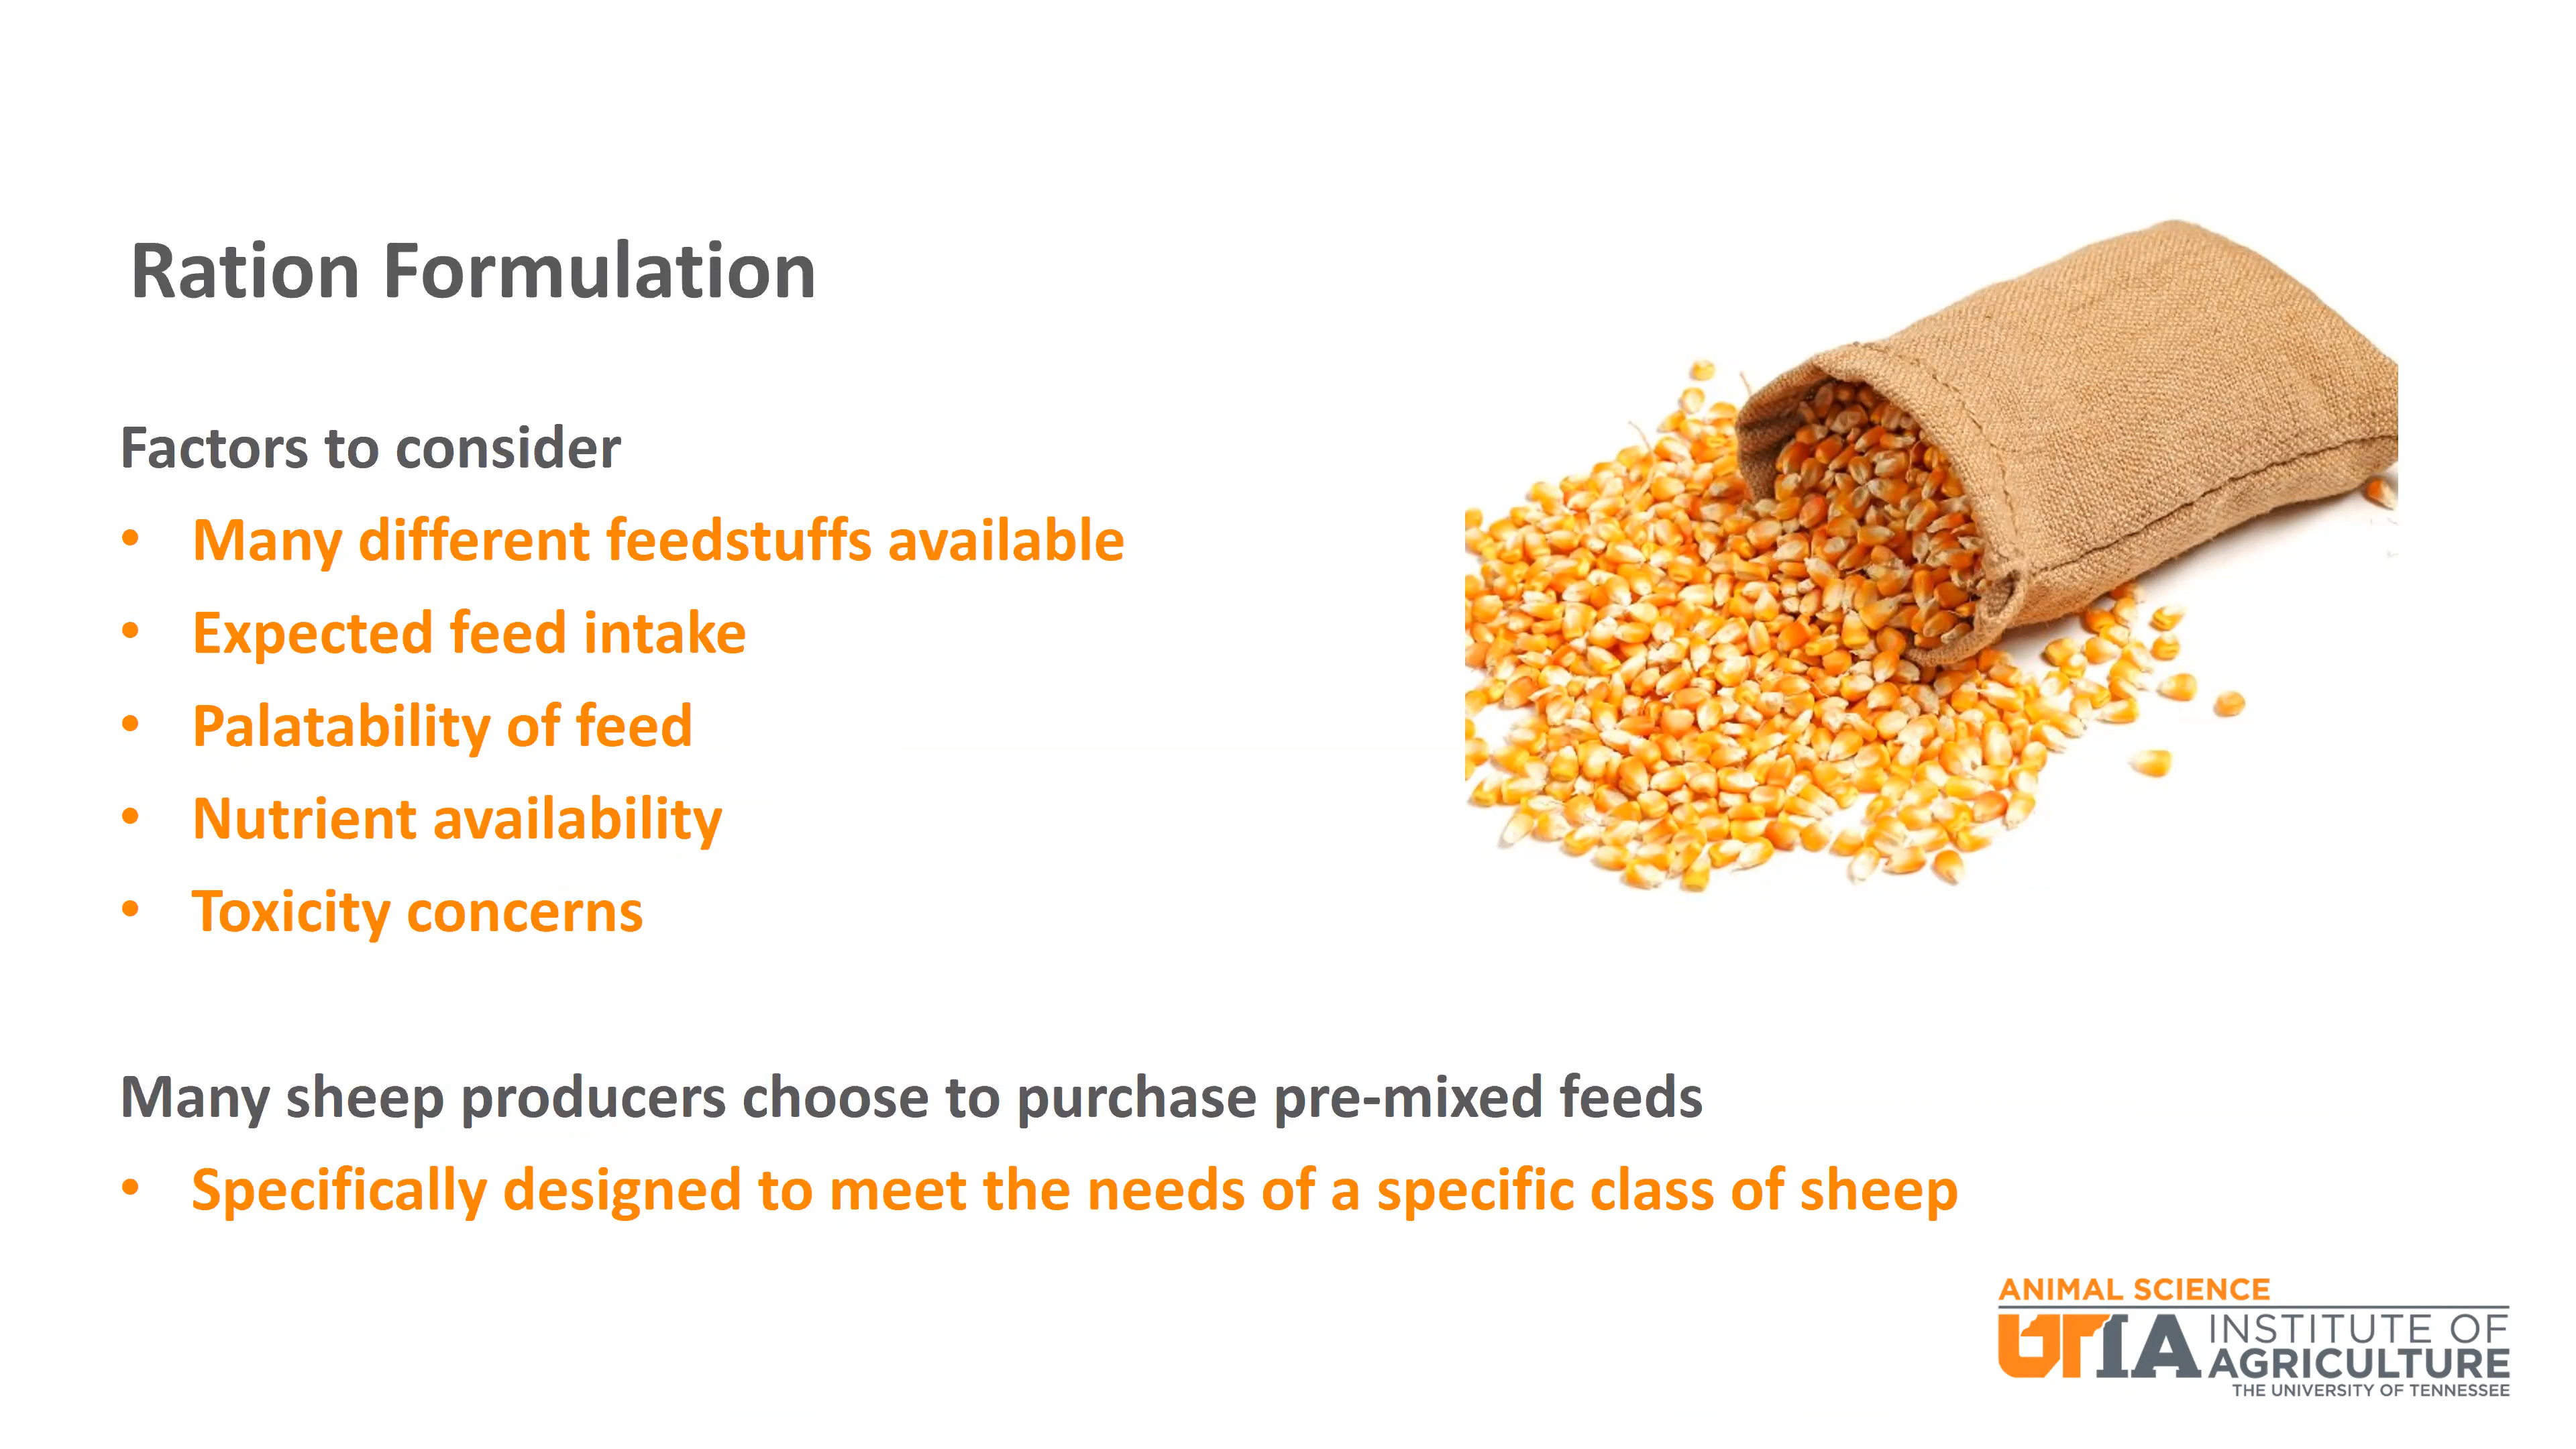 Ration Formulation
Factors to consider
• Many different feedstuffs available
• Expected feed intake
• Palatability of feed
• Nutrient availability
• Toxicity concerns
Many sheep producers choose to purchase pre-mixed feeds
• Specifically designed to meet the needs of a specific class of sheep
ANIMAL SCIENCE
UTIA INSTITUTE OF
AGRICULTURE
THE UNIVERSITY OF TENNESSEE